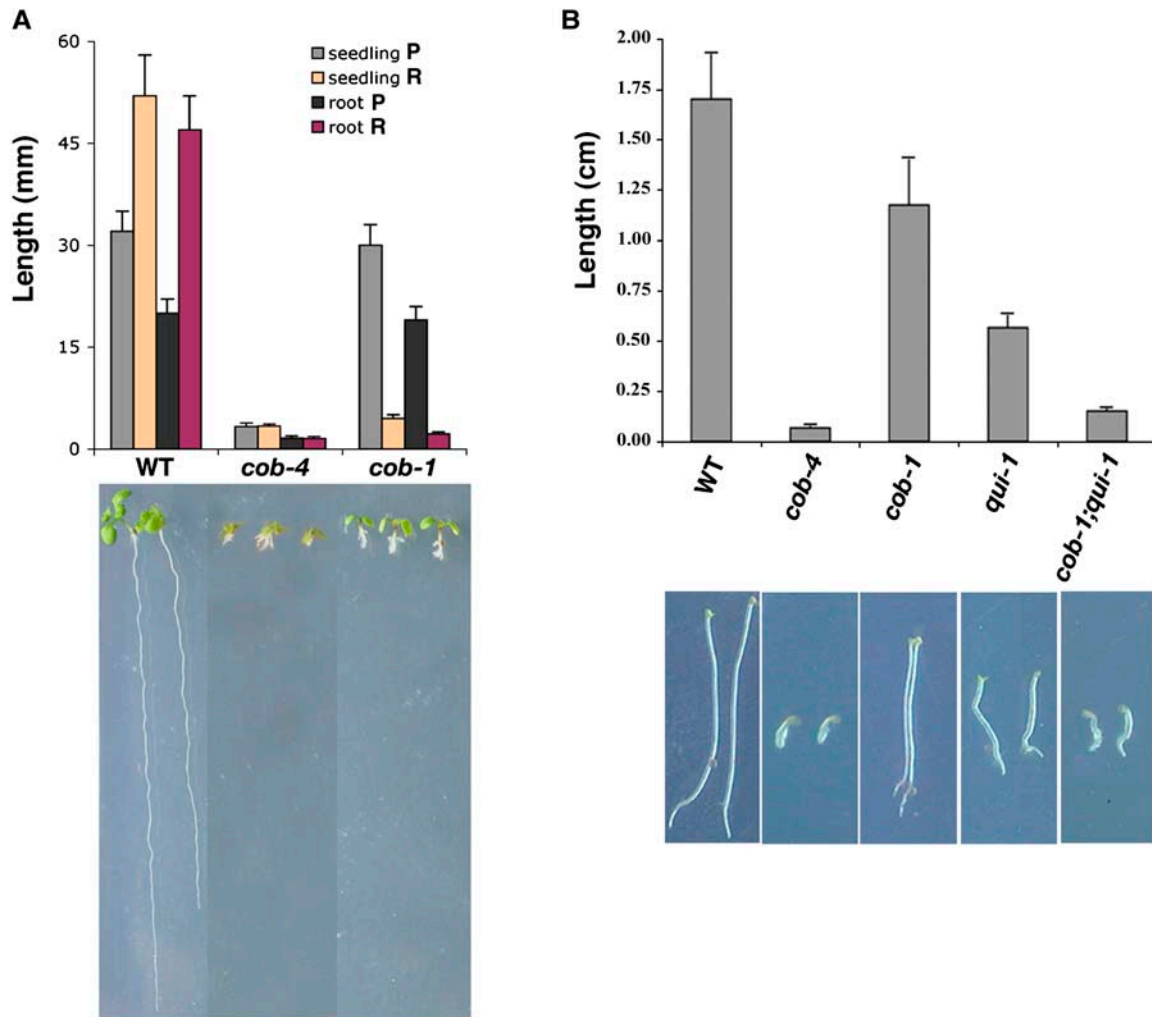 A
Length (mm)
60
45
30
15
0
seedling P
seedling R
root P
root R
WT cob-4 cob-1
B
Length (cm)
2.00
1.75
1.50
1.25
1.00
0.75
0.50
0.25
0.00
WT
cob-4
cob-1
qui-1
cob-1;qui-1